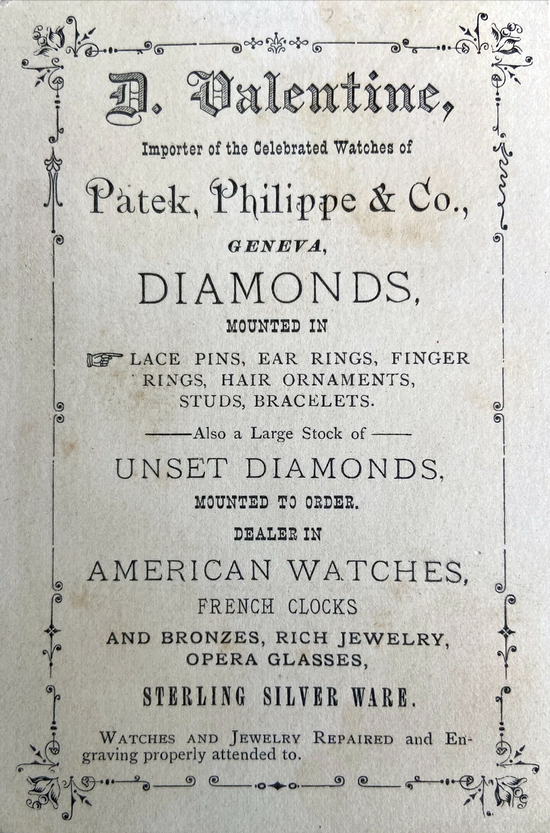 D. Valentine,
Importer of the Celebrated Watches of
Patek, Philippe & Co.,
GENEVA,
DIAMONDS,
MOUNTED IN
LACE PINS, EAR RINGS, FINGER
RINGS, HAIR ORNAMENTS,
STUDS, BRACELETS.
Also a Large Stock of
UNSET DIAMONDS,
MOUNTED TO ORDER.
DEALER IN
AMERICAN WATCHES,
FRENCH CLOCKS
AND BRONZES, RICH JEWELRY,
OPERA GLASSES,
STERLING SILVER WARE.
WATCHES AND JEWELRY REPAIRED and En-
graving properly attended to.